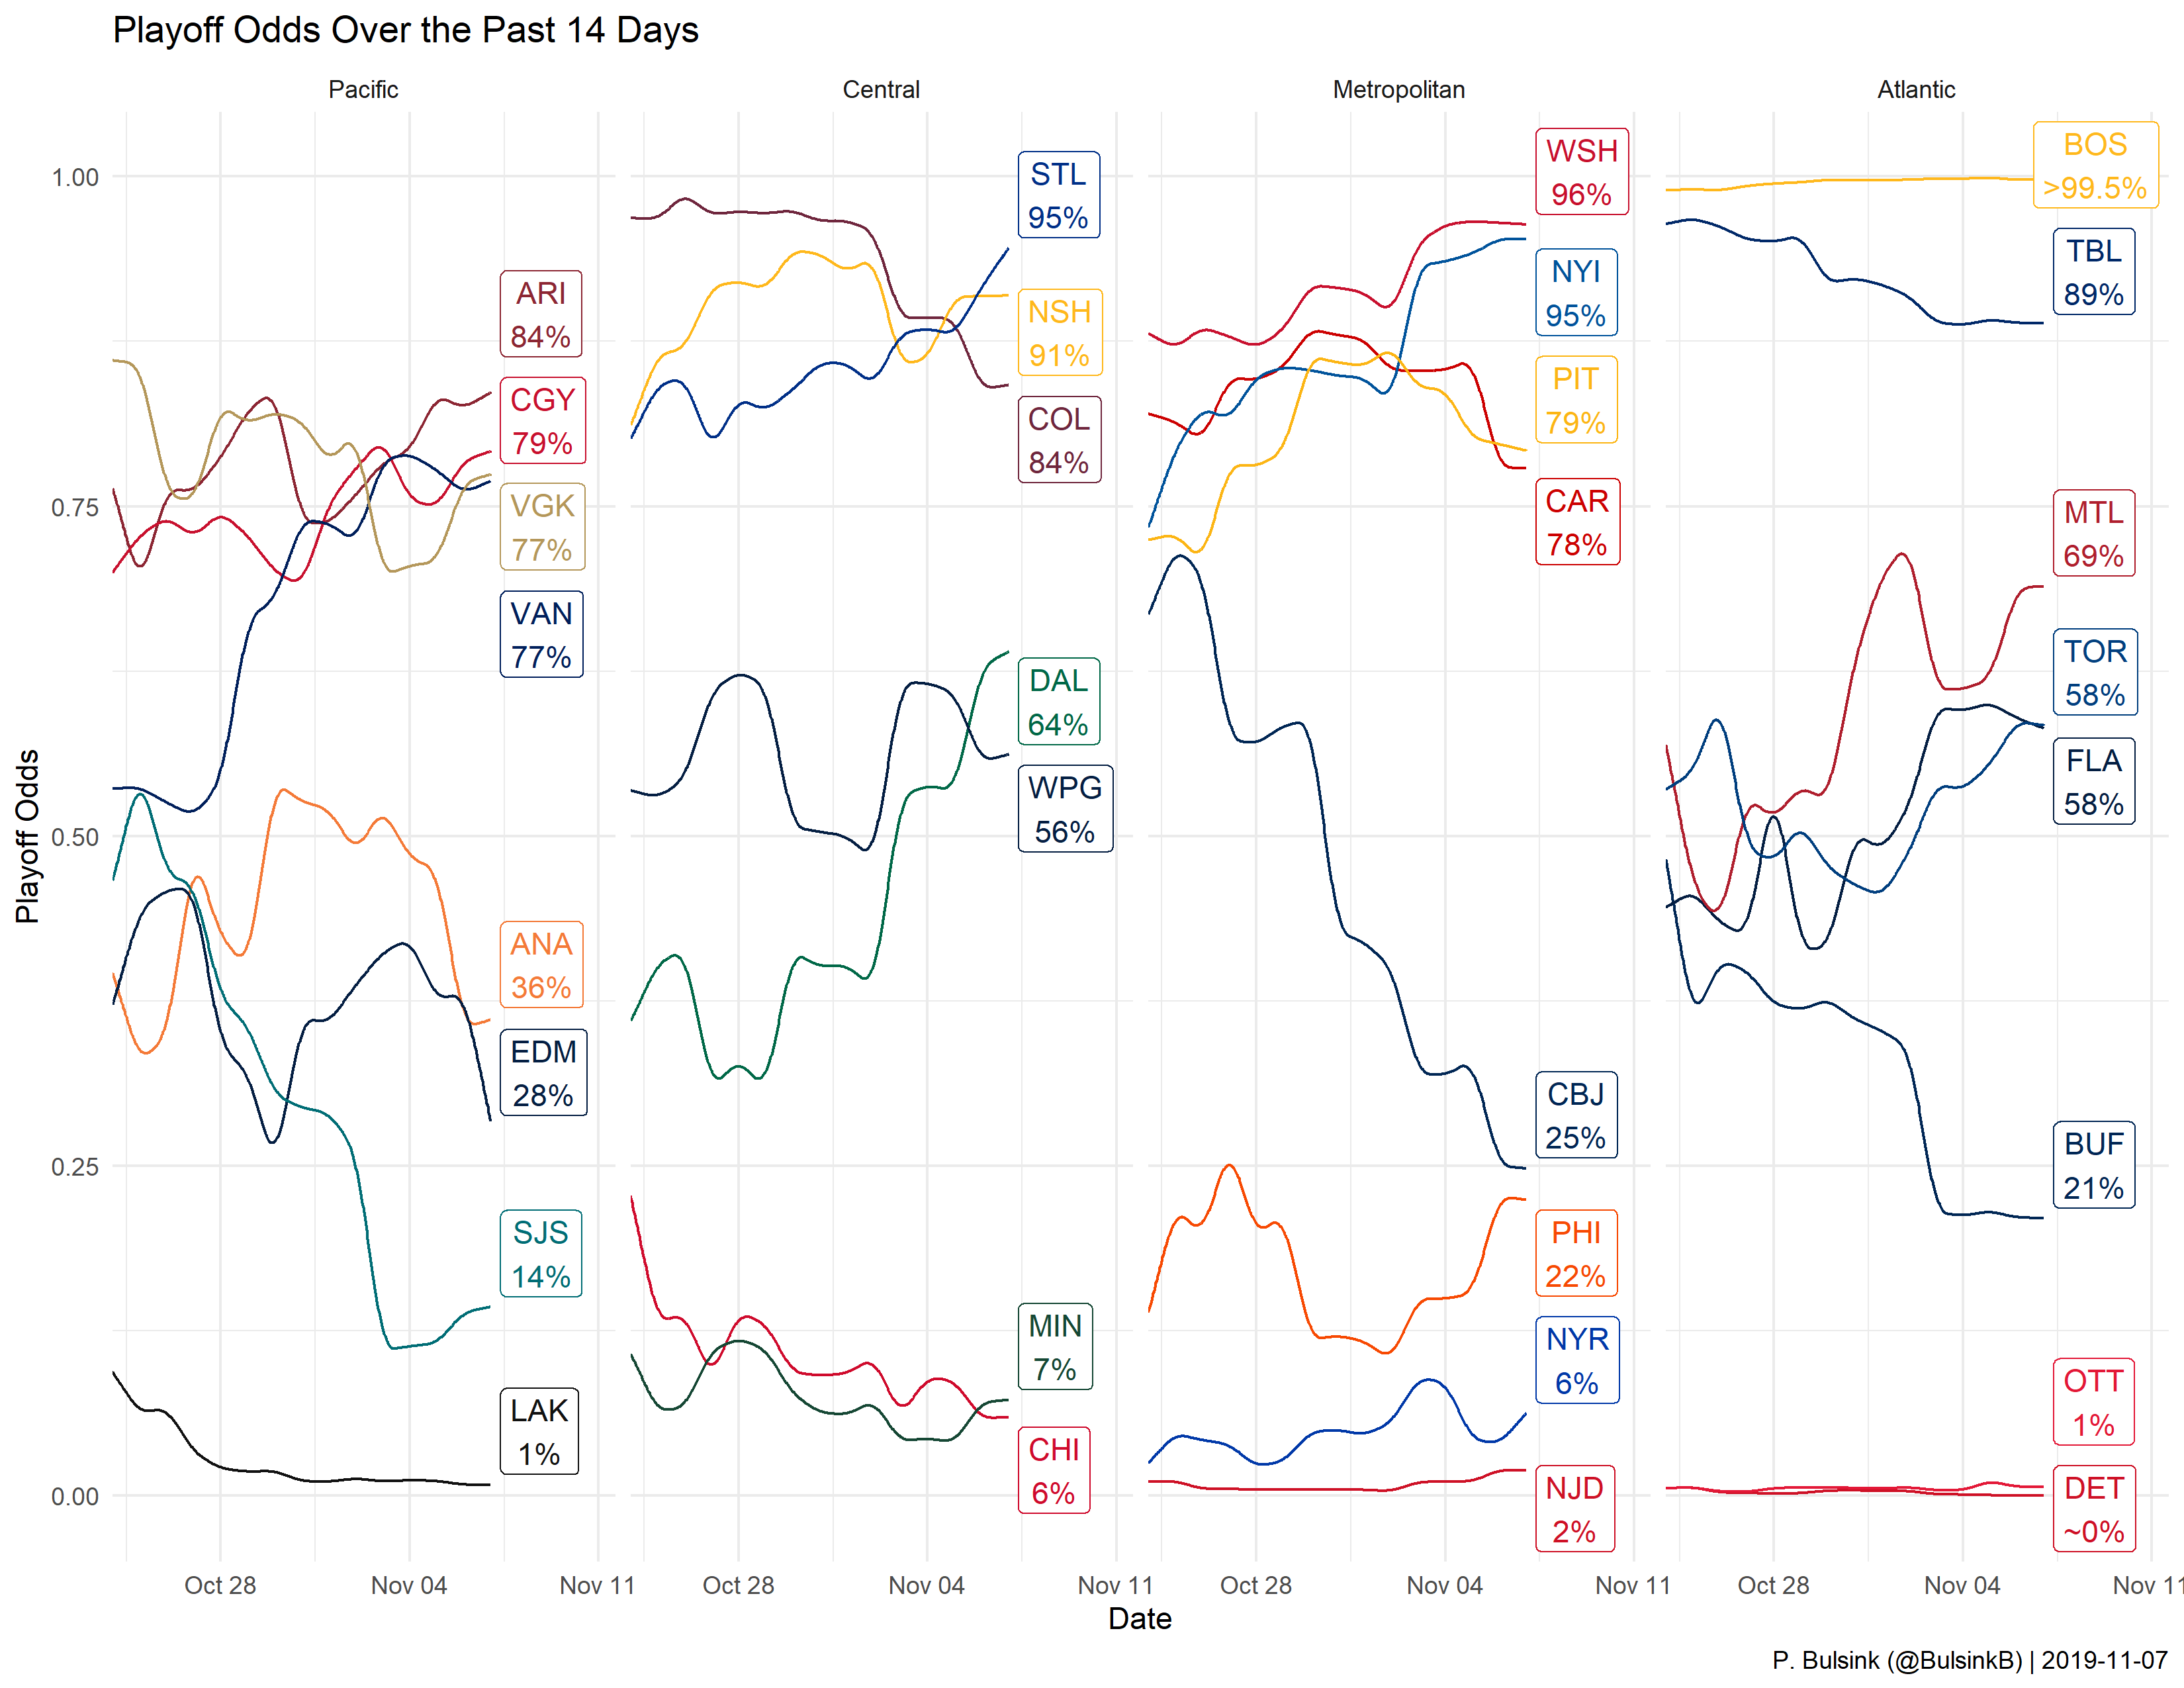 Playoff Odds Over the Past 14 Days
Pacific
Central
Metropolitan
Atlantic
Playoff Odds
1.00
0.75
0.50
0.25
0.00
ARI
84%
CGY
79%
VGK
77%
VAN
77%
ANA
36%
EDM
28%
SJS
14%
LAK
1%
STL
95%
NSH
91%
COL
84%
DAL
64%
WPG
56%
MIN
7%
CHI
6%
WSH
96%
NYI
95%
PIT
79%
CAR
78%
CBJ
25%
PHI
22%
NYR
6%
NJD
2%
BOS
>99.5%
TBL
89%
MTL
69%
TOR
58%
FLA
58%
BUF
21%
OTT
1%
DET
~0%
Oct 28 Nov 04 Nov 11
Oct 28 Nov 04 Nov 11
Oct 28 Nov 04 Nov 11
Oct 28 Nov 04 Nov 11
Date
P. Bulsink (@BulsinkB) | 2019-11-07